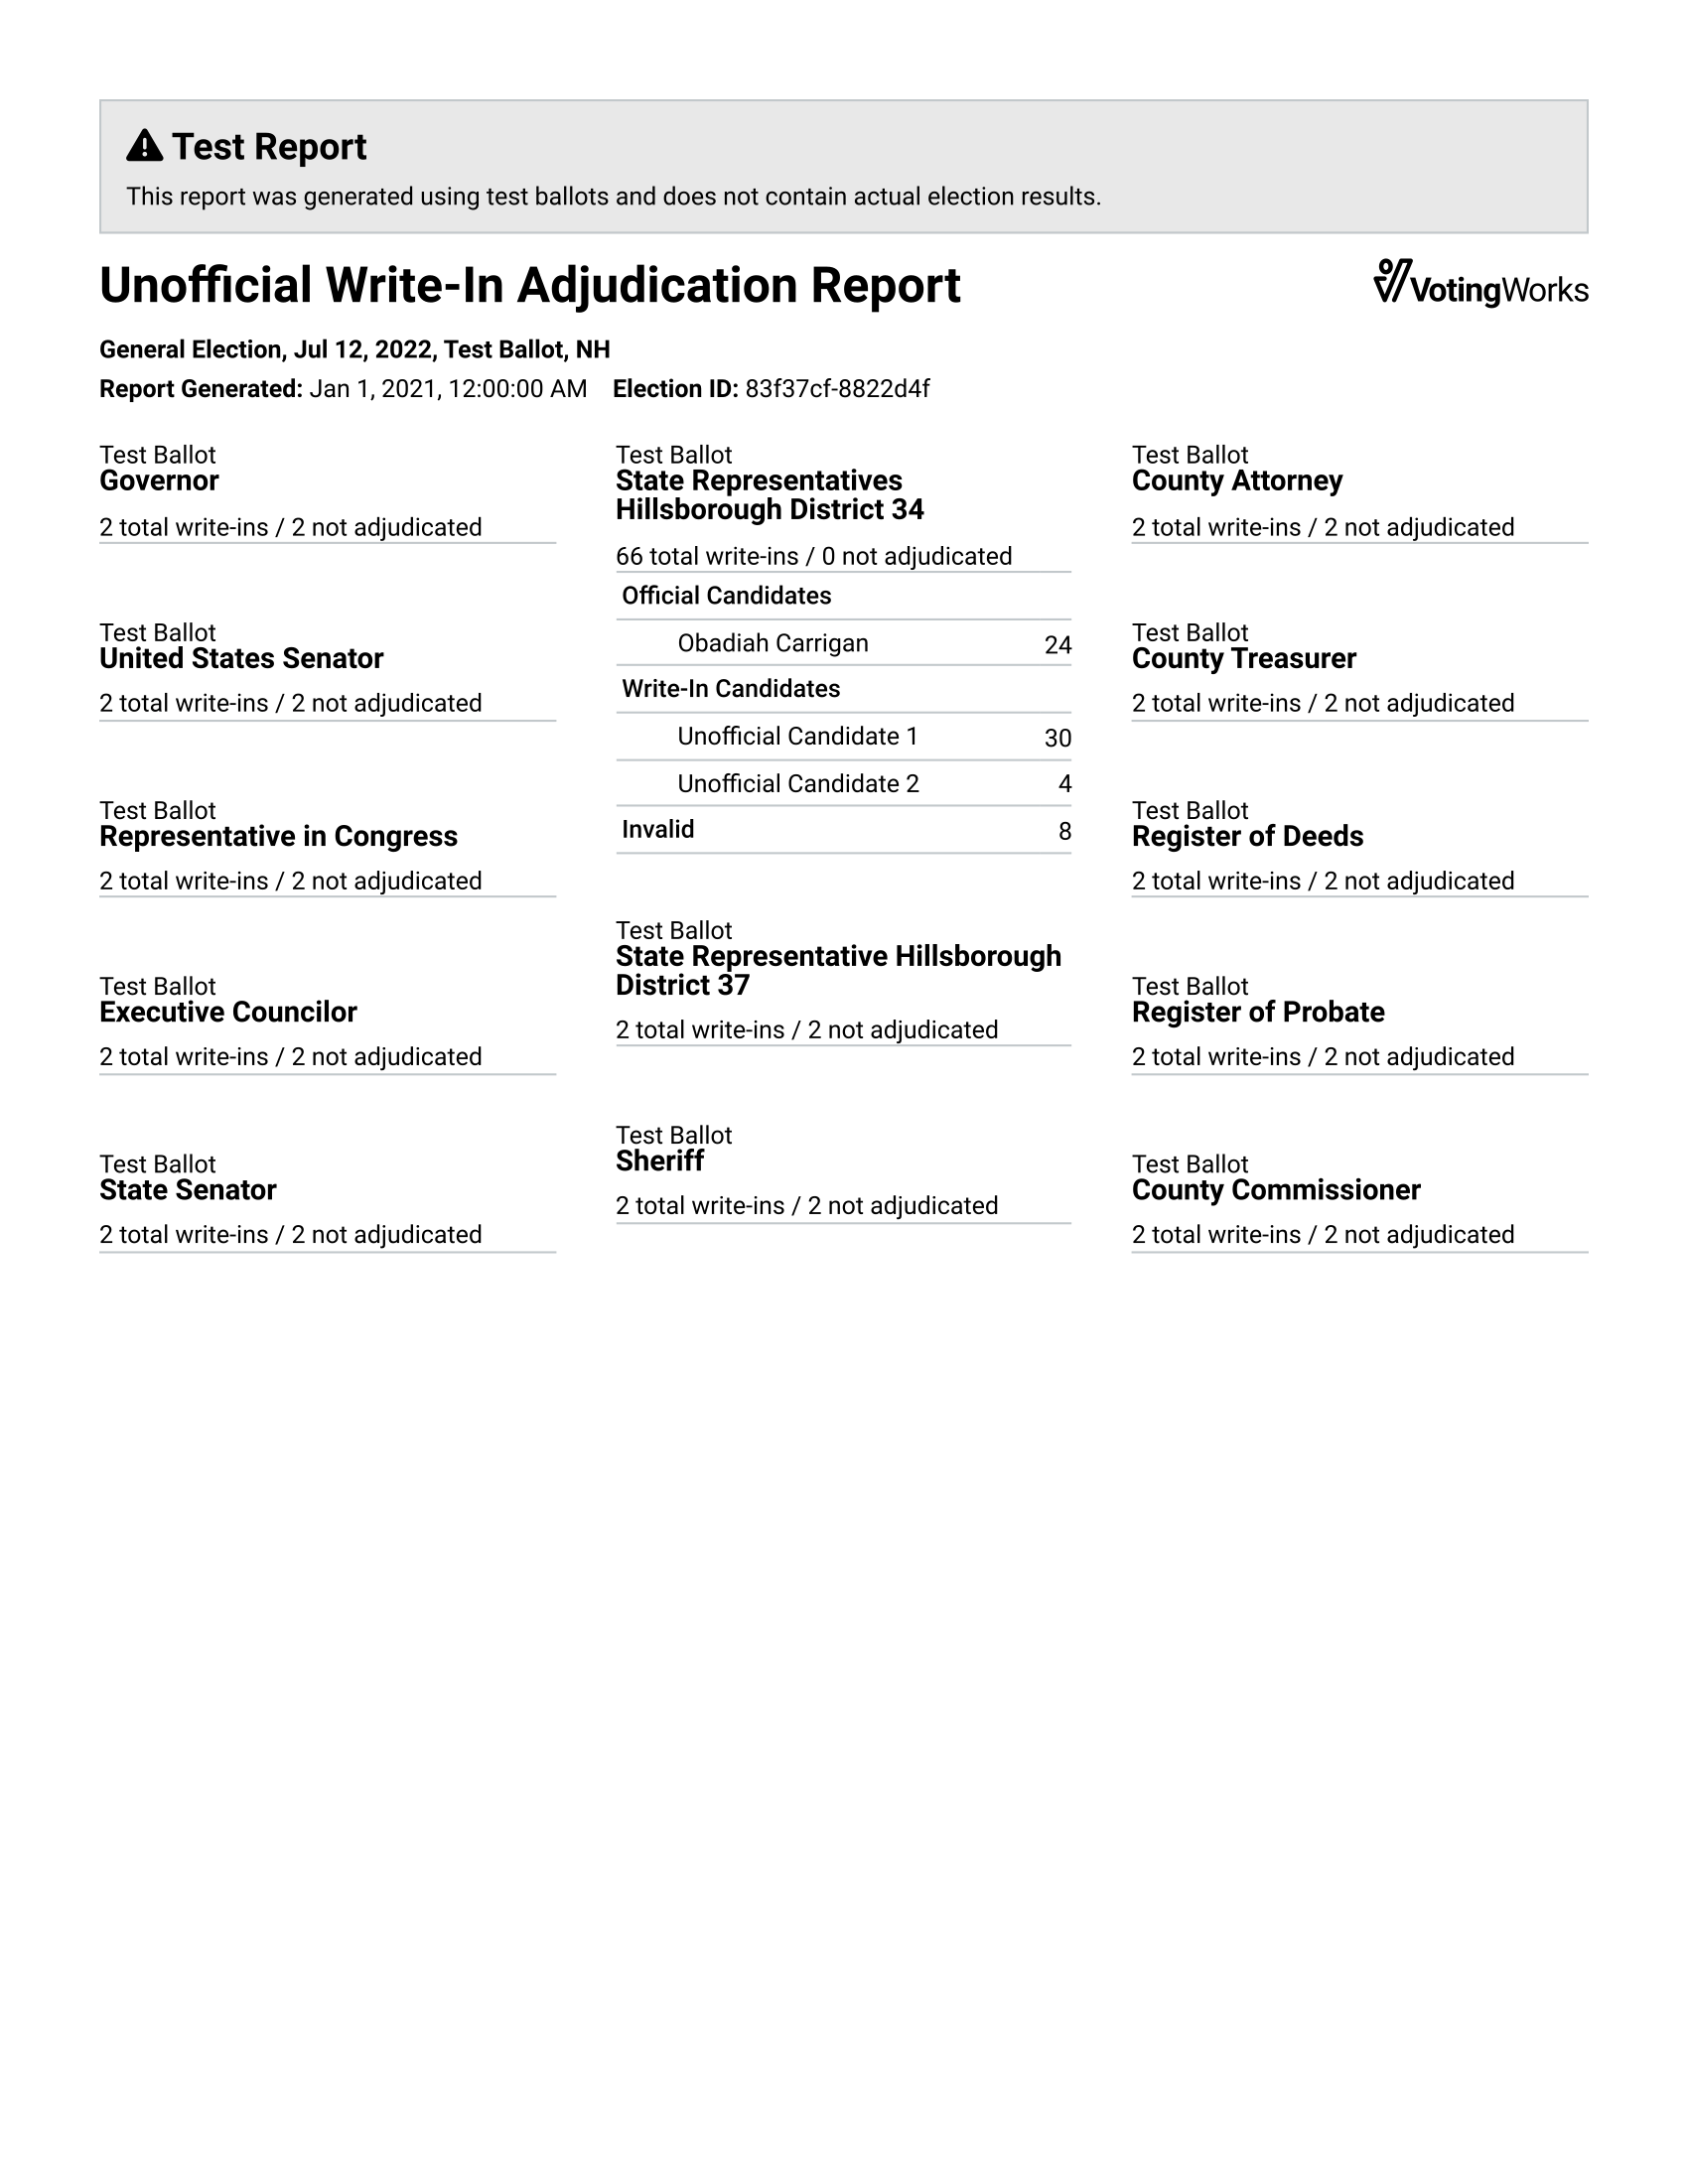 Test Report
This report was generated using test ballots and does not contain actual election results.
Unofficial Write-In Adjudication Report
VotingWorks
General Election, Jul 12, 2022, Test Ballot, NH
Report Generated: Jan 1, 2021, 12:00:00 AM Election ID: 83f37cf-8822d4f
Test Ballot
Governor
2 total write-ins / 2 not adjudicated
Test Ballot
United States Senator
2 total write-ins / 2 not adjudicated
Test Ballot
Representative in Congress
2 total write-ins / 2 not adjudicated
Test Ballot
Executive Councilor
2 total write-ins / 2 not adjudicated
Test Ballot
State Senator
2 total write-ins / 2 not adjudicated
Test Ballot
State Representatives
Hillsborough District 34
66 total write-ins / 0 not adjudicated
Official Candidates
Obadiah Carrigan 24
Write-In Candidates
Unofficial Candidate 1 30
Unofficial Candidate 2 4
Invalid 8
Test Ballot
State Representative Hillsborough
District 37
2 total write-ins / 2 not adjudicated
Test Ballot
Sheriff
2 total write-ins / 2 not adjudicated
Test Ballot
County Attorney
2 total write-ins / 2 not adjudicated
Test Ballot
County Treasurer
2 total write-ins / 2 not adjudicated
Test Ballot
Register of Deeds
2 total write-ins / 2 not adjudicated
Test Ballot
Register of Probate
2 total write-ins / 2 not adjudicated
Test Ballot
County Commissioner
2 total write-ins / 2 not adjudicated